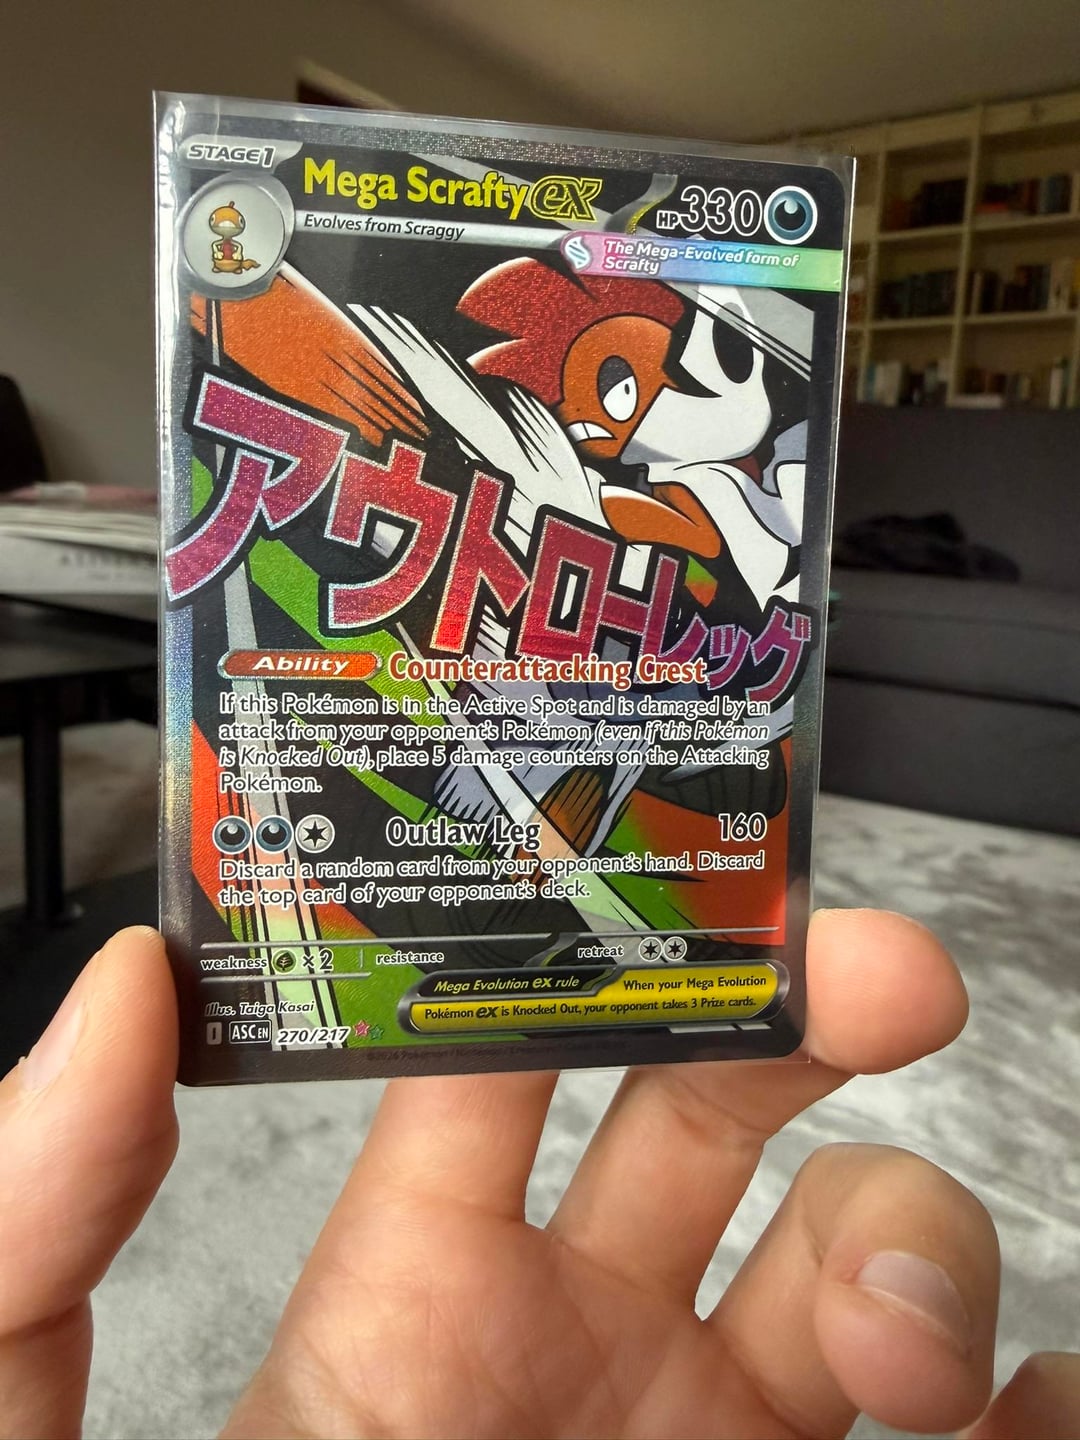 STAGE1
Mega Scrafty ex
HP330
Evolves from Scraggy
The Mega-Evolved form of
Scrafty
アウトローレッグ
Ability Counterattacking Crest
If this Pokémon is in the Active Spot and is damaged by an
attack from your opponent's Pokémon (even if this Pokémon
is Knocked Out), place 5 damage counters on the Attacking
Pokémon.
Outlaw Leg 160
Discard a random card from your opponent's hand. Discard
the top card of your opponent's deck.
weakness ×2 resistance retreat
Mega Evolution ex rule
When your Mega Evolution
Pokémon ex is Knocked Out, your opponent takes 3 Prize cards.
Illus. Taiga Kasai
I ASC EN 270/217